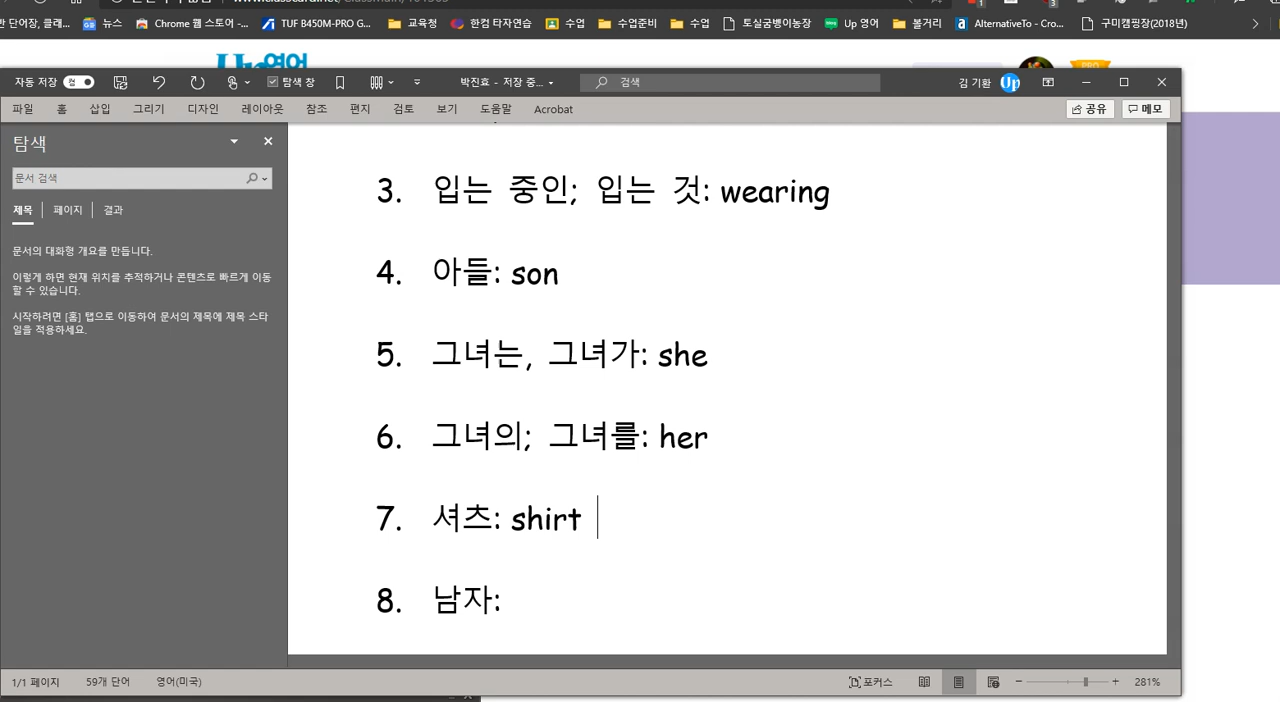 단어장, 클래...
뉴스
Chrome 웹 스토어 -...
TUF B450M-PRO G...
교육청
한컴 타자연습
수업
수업준비
수업
토실굼뱅이농장
Up 영어
볼거리
AlternativeTo - Cro...
구미캠핑장(2018년)
Up영어
PRO
자동 저장
탐색 창
박진효 - 저장 중...
검색
김 기환
Up
파일 홈 삽입 그리기 디자인 레이아웃 참조 편지 검토 보기 도움말 Acrobat
공유
메모
탐색
문서 검색
제목
페이지
결과
문서의 대화형 개요를 만듭니다.
이렇게 하면 현재 위치를 추적하거나 콘텐츠로 빠르게 이동
할 수 있습니다.
시작하려면 [홈] 탭으로 이동하여 문서의 제목에 제목 스타
일을 적용하세요.
3. 입는 중인; 입는 것: wearing
4. 아들: son
5. 그녀는, 그녀가: she
6. 그녀의; 그녀를: her
7. 셔츠: shirt
8. 남자:
1/1 페이지
59개 단어
영어(미국)
포커스
281%